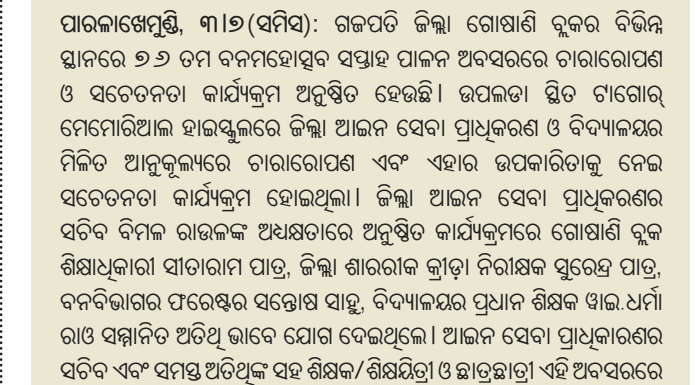 ପାରଳାଖେମୁଣ୍ଡି, ୩।୭(ସମିସ): ଗଜପତି ଜିଲ୍ଲା ଗୋଷାଣି ବ୍ଲକର ବିଭିନ୍ନ
ସ୍ଥାନରେ ୭୬ ତମ ବନମହୋତ୍ସବ ସପ୍ତାହ ପାଳନ ଅବସରରେ ଚାରାରୋପଣ
ଓ ସଚେତନତା କାର୍ଯ୍ୟକ୍ରମ ଅନୁଷ୍ଠିତ ହେଉଛି। ଉପଲଡା ସ୍ଥିତ ଟାଗୋର୍
ମେମୋରିଆଲ ହାଇସ୍କୁଲରେ ଜିଲ୍ଲା ଆଇନ ସେବା ପ୍ରାଧିକରଣ ଓ ବିଦ୍ୟାଳୟର
ମିଳିତ ଆନୁକୂଲ୍ୟରେ ଚାରାରୋପଣ ଏବଂ ଏହାର ଉପକାରିତାକୁ ନେଇ
ସଚେତନତା କାର୍ଯ୍ୟକ୍ରମ ହୋଇଥିଲା। ଜିଲ୍ଲା ଆଇନ ସେବା ପ୍ରାଧିକରଣର
ସଚିବ ବିମଳ ରାଉଳଙ୍କ ଅଧ୍ୟକ୍ଷତାରେ ଅନୁଷ୍ଠିତ କାର୍ଯ୍ୟକ୍ରମରେ ଗୋଷାଣି ବ୍ଲକ
ଶିକ୍ଷାଧିକାରୀ ସୀତାରାମ ପାତ୍ର, ଜିଲ୍ଲା ଶାରରୀକ କ୍ରୀଡ଼ା ନିରୀକ୍ଷକ ସୁରେନ୍ଦ୍ର ପାତ୍ର,
ବନବିଭାଗର ଫରେଷ୍ଟର ସନ୍ତୋଷ ସାହୁ, ବିଦ୍ୟାଳୟର ପ୍ରଧାନ ଶିକ୍ଷକ ୱାଇ.ଧର୍ମା
ରାଓ ସମ୍ମାନିତ ଅତିଥି ଭାବେ ଯୋଗ ଦେଇଥିଲେ। ଆଇନ ସେବା ପ୍ରାଧିକାରଣର
ସଚିବ ଏବଂ ସମସ୍ତ ଅତିଥିଙ୍କ ସହ ଶିକ୍ଷକ/ଶିକ୍ଷୟିତ୍ରୀ ଓ ଛାତ୍ରଛାତ୍ରୀ ଏହି ଅବସରରେ